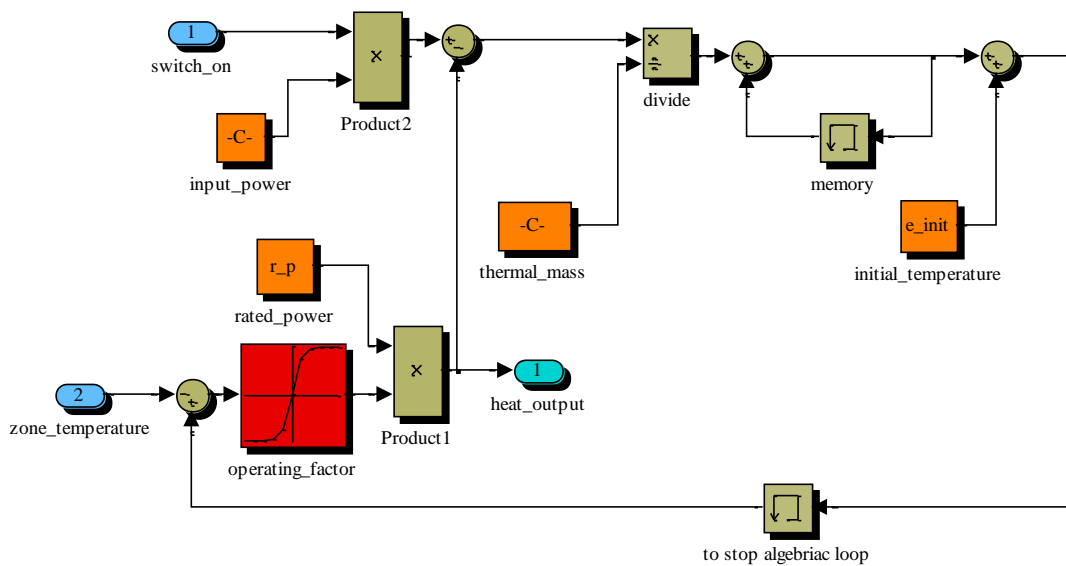 1
switch_on
×
Product2
-C-
input_power
+
-
×
÷
divide
+
+
memory
+
+
-C-
thermal_mass
e_init
initial_temperature
r_p
rated_power
×
Product1
1
heat_output
2
zone_temperature
-
+
operating_factor
to stop algebriac loop